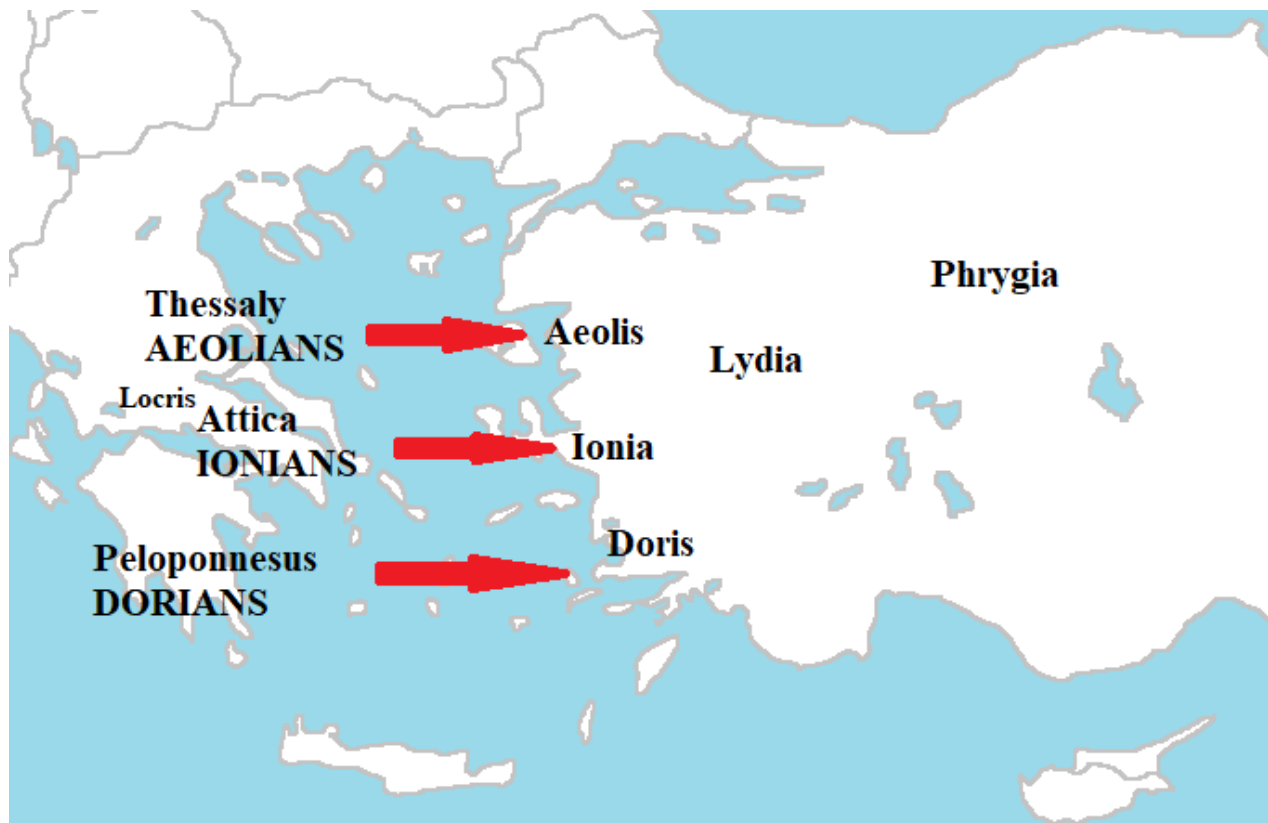 Phrygia
Thessaly
AEOLIANS
Aeolis
Lydia
Locris
Attica
IONIANS
Ionia
Doris
Peloponnesus
DORIANS